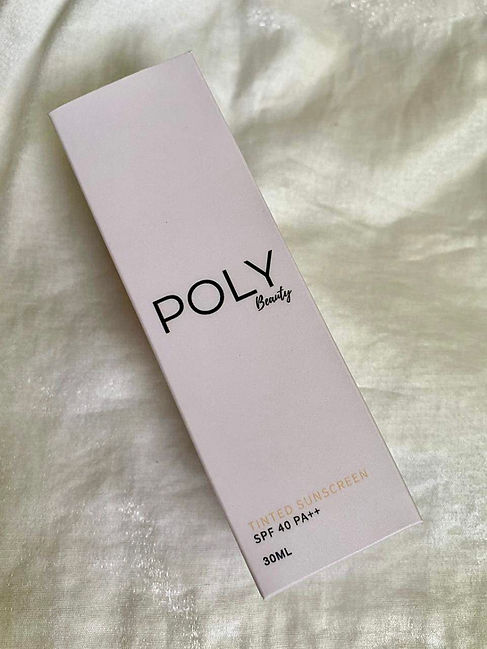 POLY
Beauty
TINTED SUNSCREEN
SPF 40 PA++
30ML